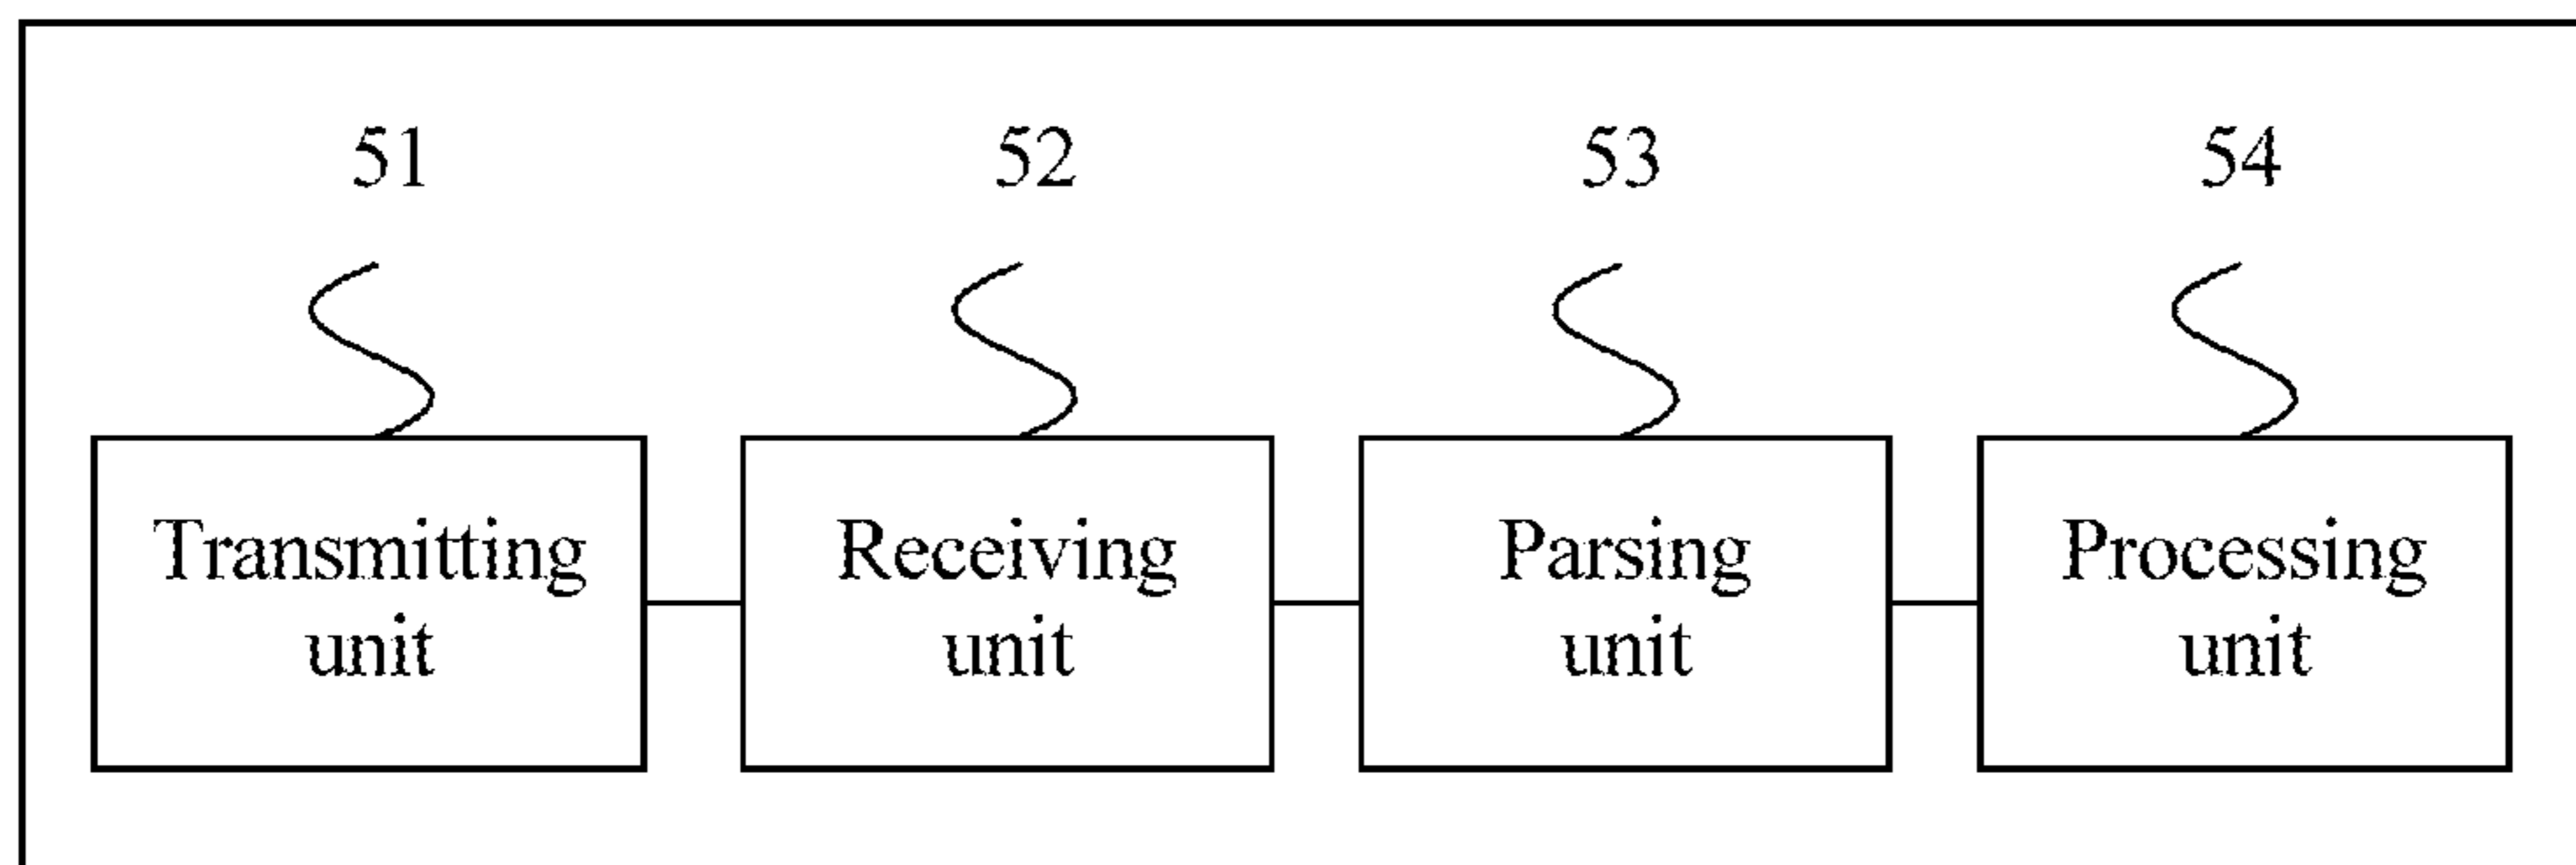 51
52
53
54
Transmitting
unit
Receiving
unit
Parsing
unit
Processing
unit